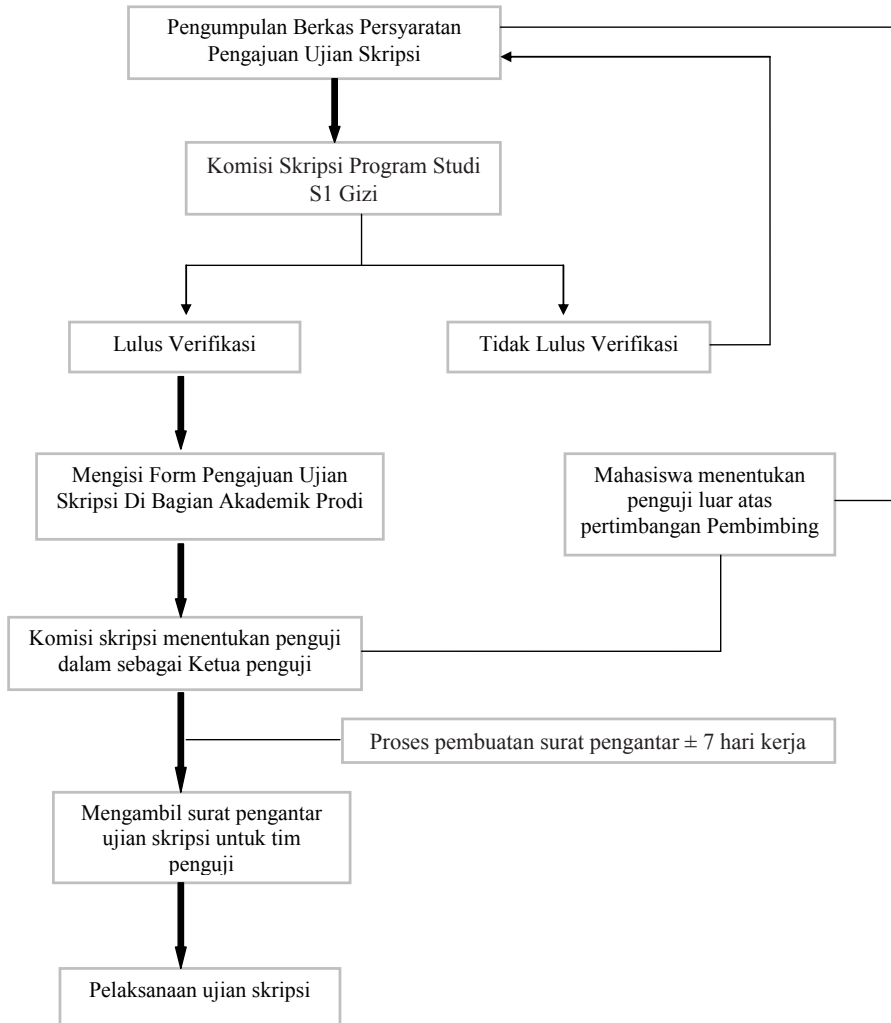 Pengumpulan Berkas Persyaratan
Pengajuan Ujian Skripsi
Komisi Skripsi Program Studi
S1 Gizi
Lulus Verifikasi
Tidak Lulus Verifikasi
Mengisi Form Pengajuan Ujian
Skripsi Di Bagian Akademik Prodi
Mahasiswa menentukan
penguji luar atas
pertimbangan Pembimbing
Komisi skripsi menentukan penguji
dalam sebagai Ketua penguji
Proses pembuatan surat pengantar ± 7 hari kerja
Mengambil surat pengantar
ujian skripsi untuk tim
penguji
Pelaksanaan ujian skripsi